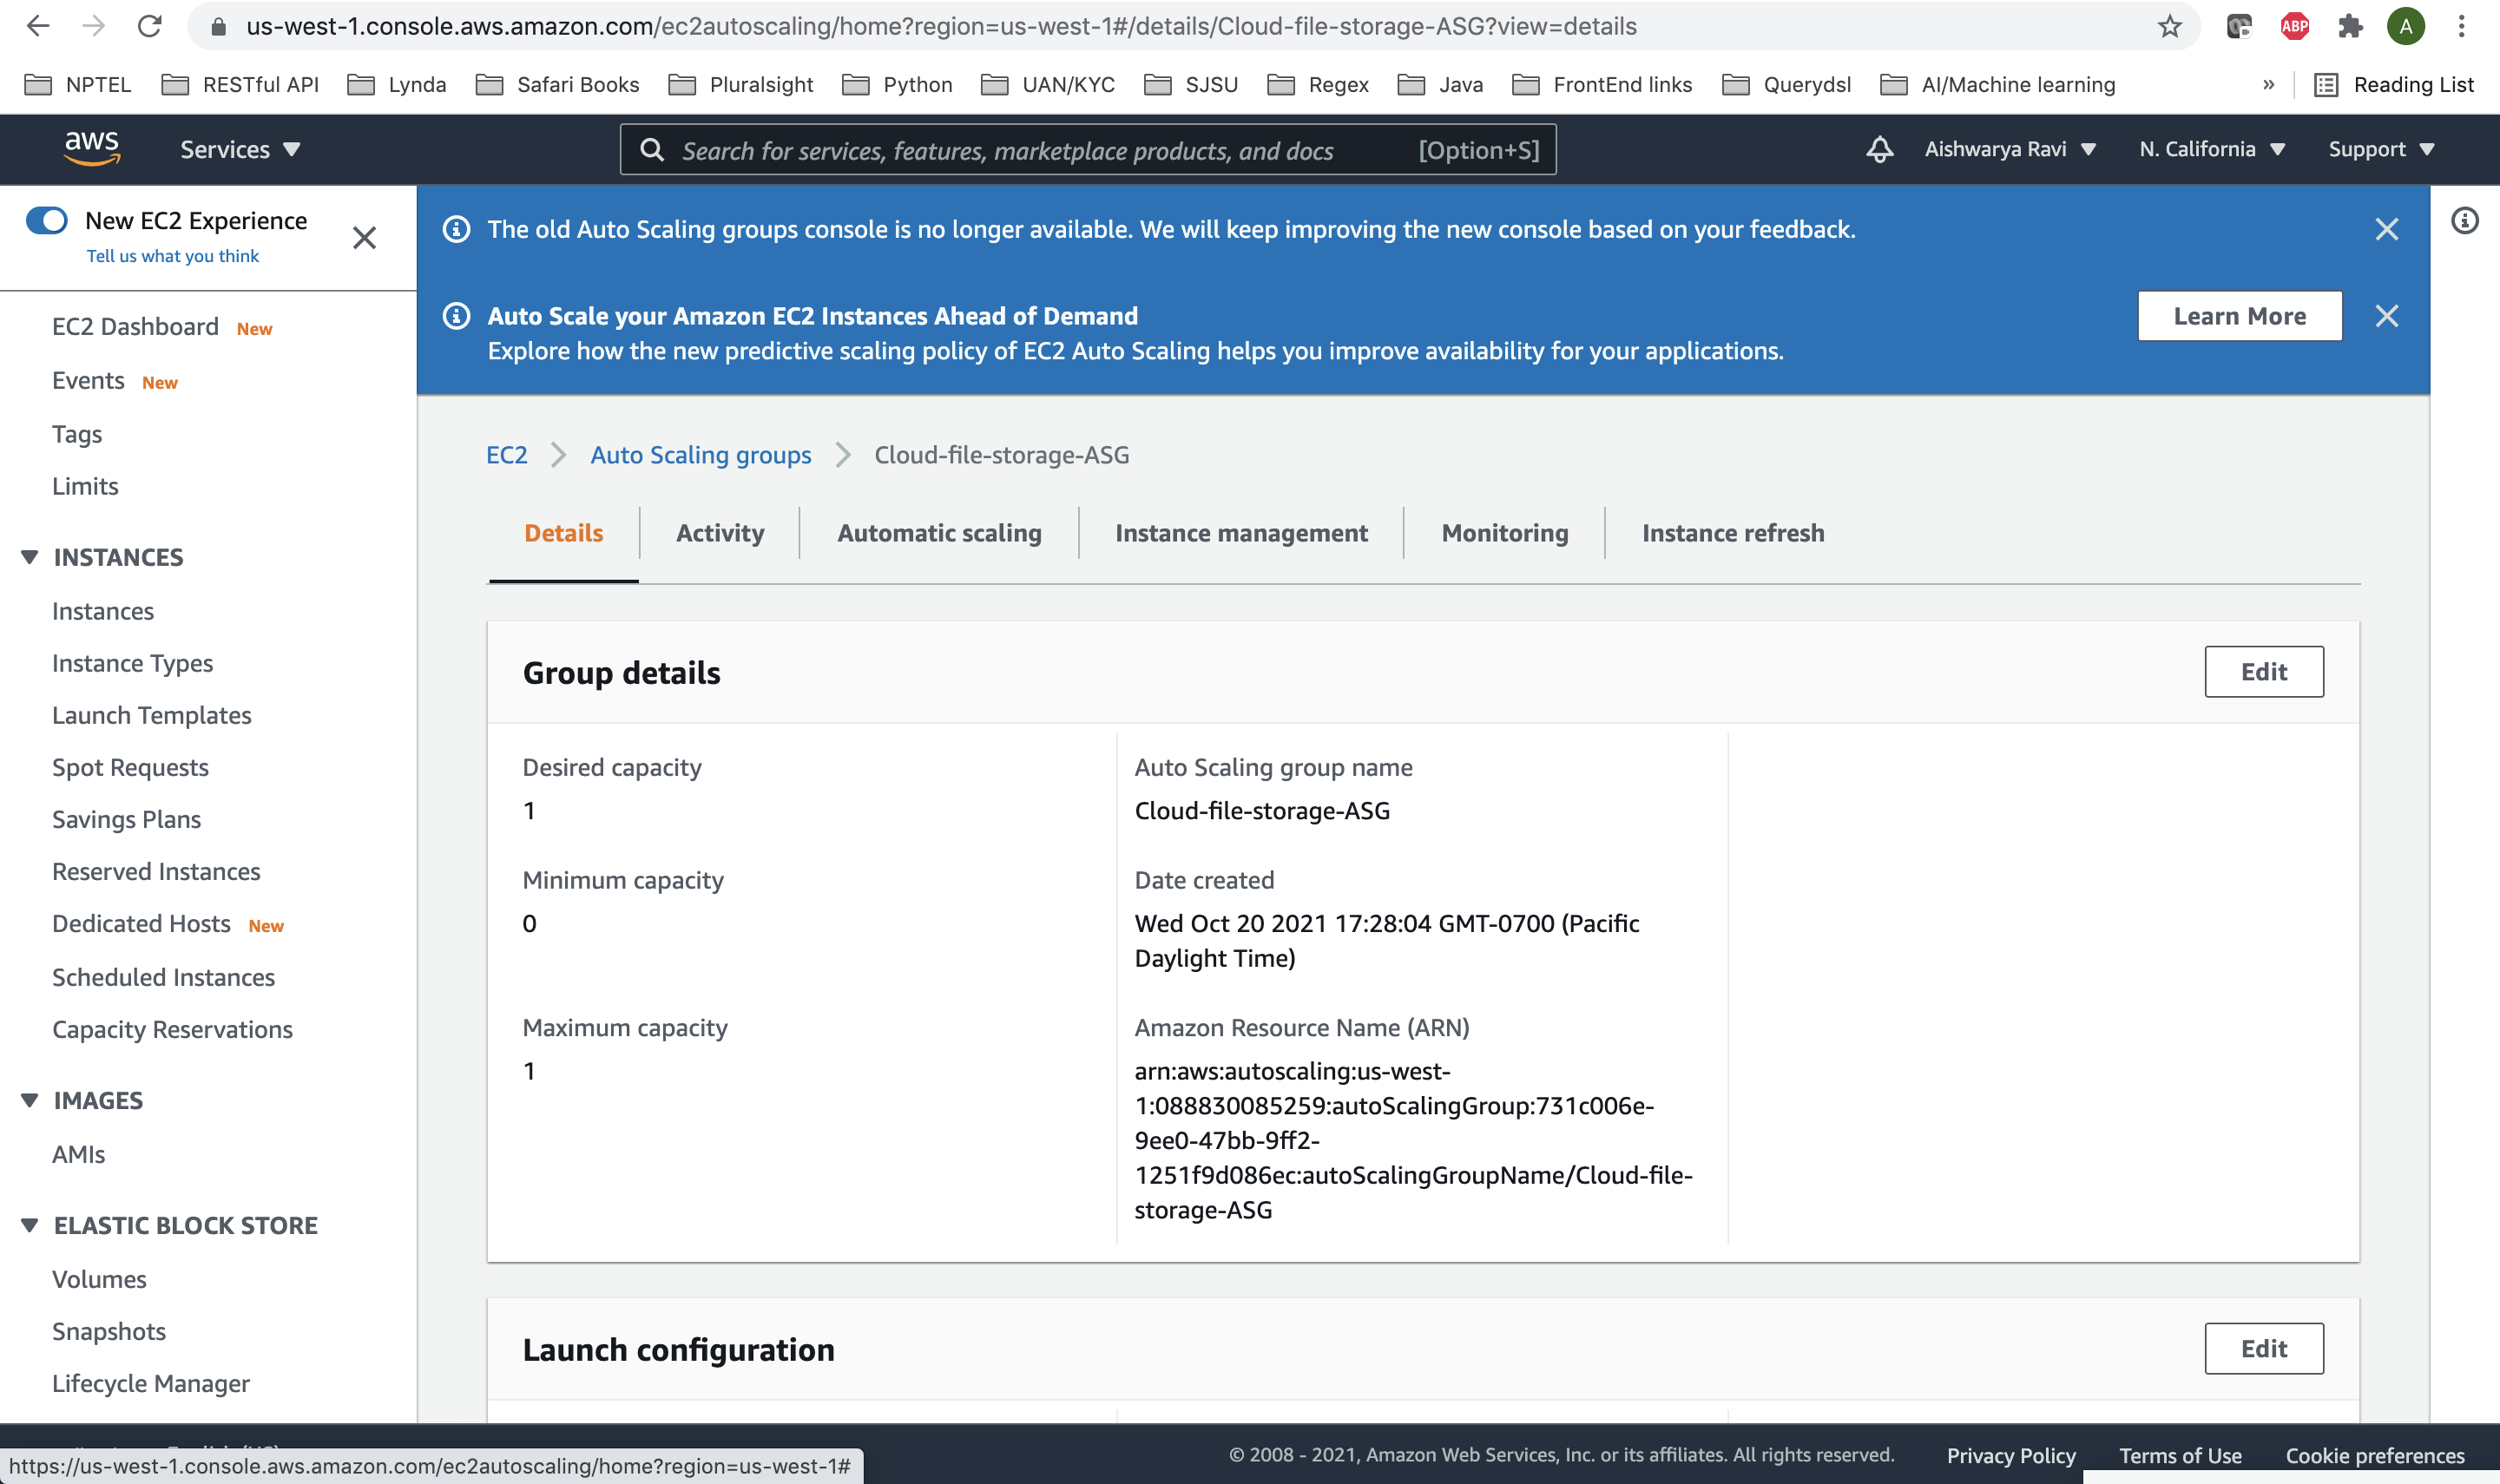 us-west-1.console.aws.amazon.com/ec2autoscaling/home?region=us-west-1#/details/Cloud-file-storage-ASG?view=details
ABP
A
NPTEL
RESTful API
Lynda
Safari Books
Pluralsight
Python
UAN/KYC
SJSU
Regex
Java
FrontEnd links
Querydsl
AI/Machine learning
»
Reading List
aws
Services
Search for services, features, marketplace products, and docs
[Option+S]
Aishwarya Ravi
N. California
Support
New EC2 Experience
Tell us what you think
EC2 Dashboard New
Events New
Tags
Limits
INSTANCES
Instances
Instance Types
Launch Templates
Spot Requests
Savings Plans
Reserved Instances
Dedicated Hosts New
Scheduled Instances
Capacity Reservations
IMAGES
AMIs
ELASTIC BLOCK STORE
Volumes
Snapshots
Lifecycle Manager
The old Auto Scaling groups console is no longer available. We will keep improving the new console based on your feedback.
Auto Scale your Amazon EC2 Instances Ahead of Demand
Explore how the new predictive scaling policy of EC2 Auto Scaling helps you improve availability for your applications.
Learn More
EC2
Auto Scaling groups
Cloud-file-storage-ASG
Details
Activity
Automatic scaling
Instance management
Monitoring
Instance refresh
Group details
Edit
Desired capacity
1
Minimum capacity
0
Maximum capacity
1
Auto Scaling group name
Cloud-file-storage-ASG
Date created
Wed Oct 20 2021 17:28:04 GMT-0700 (Pacific
Daylight Time)
Amazon Resource Name (ARN)
arn:aws:autoscaling:us-west-
1:088830085259:autoScalingGroup:731c006e-
9ee0-47bb-9ff2-
1251f9d086ec:autoScalingGroupName/Cloud-file-
storage-ASG
Launch configuration
Edit
https://us-west-1.console.aws.amazon.com/ec2autoscaling/home?region=us-west-1#
© 2008 - 2021, Amazon Web Services, Inc. or its affiliates. All rights reserved.
Privacy Policy
Terms of Use
Cookie preferences